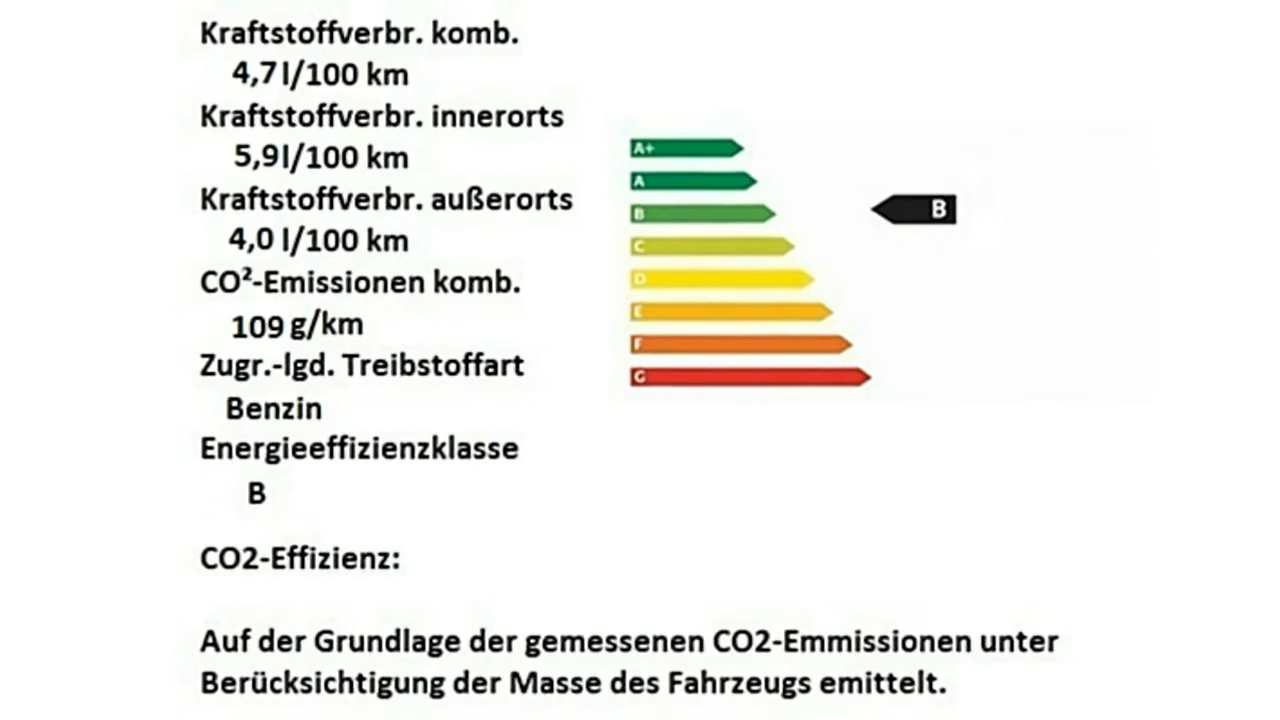 Kraftstoffverbr. komb.
4,7 l/100 km
Kraftstoffverbr. innerorts
5,9 l/100 km
Kraftstoffverbr. außerorts
4,0 l/100 km
CO²-Emissionen komb.
109 g/km
Zugr.-lgd. Treibstoffart
Benzin
Energieeffizienzklasse
B
A+
A
B
B
C
D
E
F
G
CO2-Effizienz:
Auf der Grundlage der gemessenen CO2-Emmissionen unter
Berücksichtigung der Masse des Fahrzeugs emittelt.